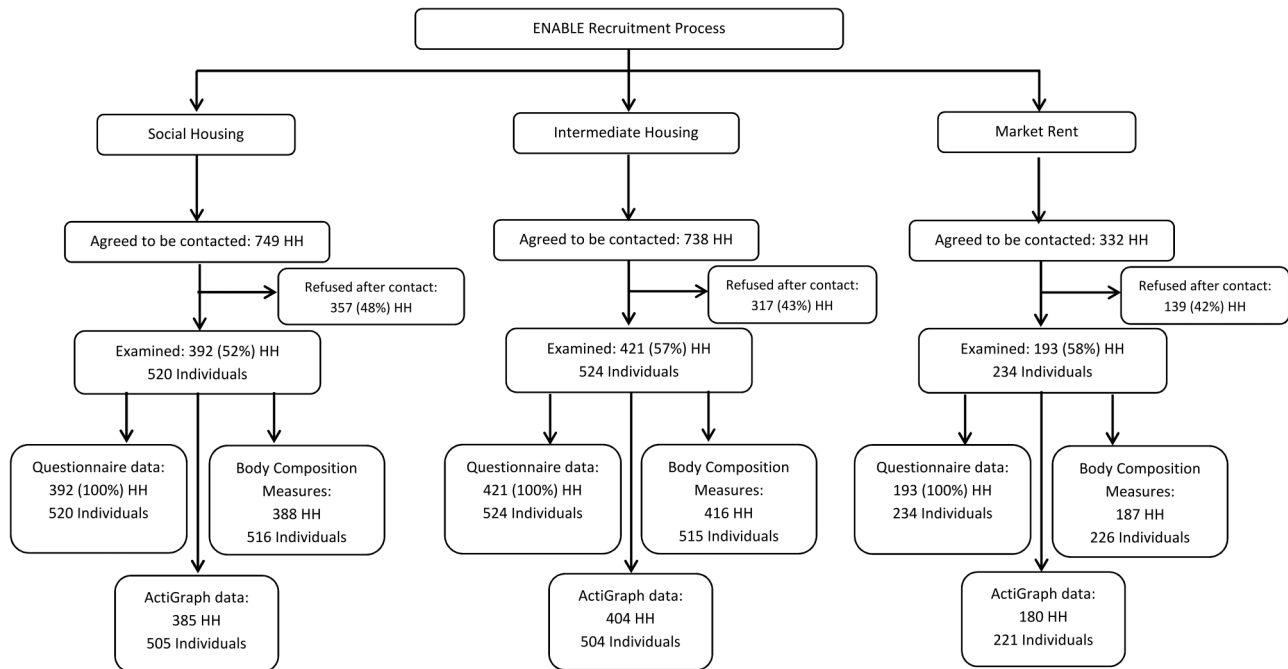 ENABLE Recruitment Process
Social Housing
Intermediate Housing
Market Rent
Agreed to be contacted: 749 HH
Agreed to be contacted: 738 HH
Agreed to be contacted: 332 HH
Refused after contact:
357 (48%) HH
Refused after contact:
317 (43%) HH
Refused after contact:
139 (42%) HH
Examined: 392 (52%) HH
520 Individuals
Examined: 421 (57%) HH
524 Individuals
Examined: 193 (58%) HH
234 Individuals
Questionnaire data:
392 (100%) HH
520 Individuals
Body Composition
Measures:
388 HH
516 Individuals
Questionnaire data:
421 (100%) HH
524 Individuals
Body Composition
Measures:
416 HH
515 Individuals
Questionnaire data:
193 (100%) HH
234 Individuals
Body Composition
Measures:
187 HH
226 Individuals
ActiGraph data:
385 HH
505 Individuals
ActiGraph data:
404 HH
504 Individuals
ActiGraph data:
180 HH
221 Individuals